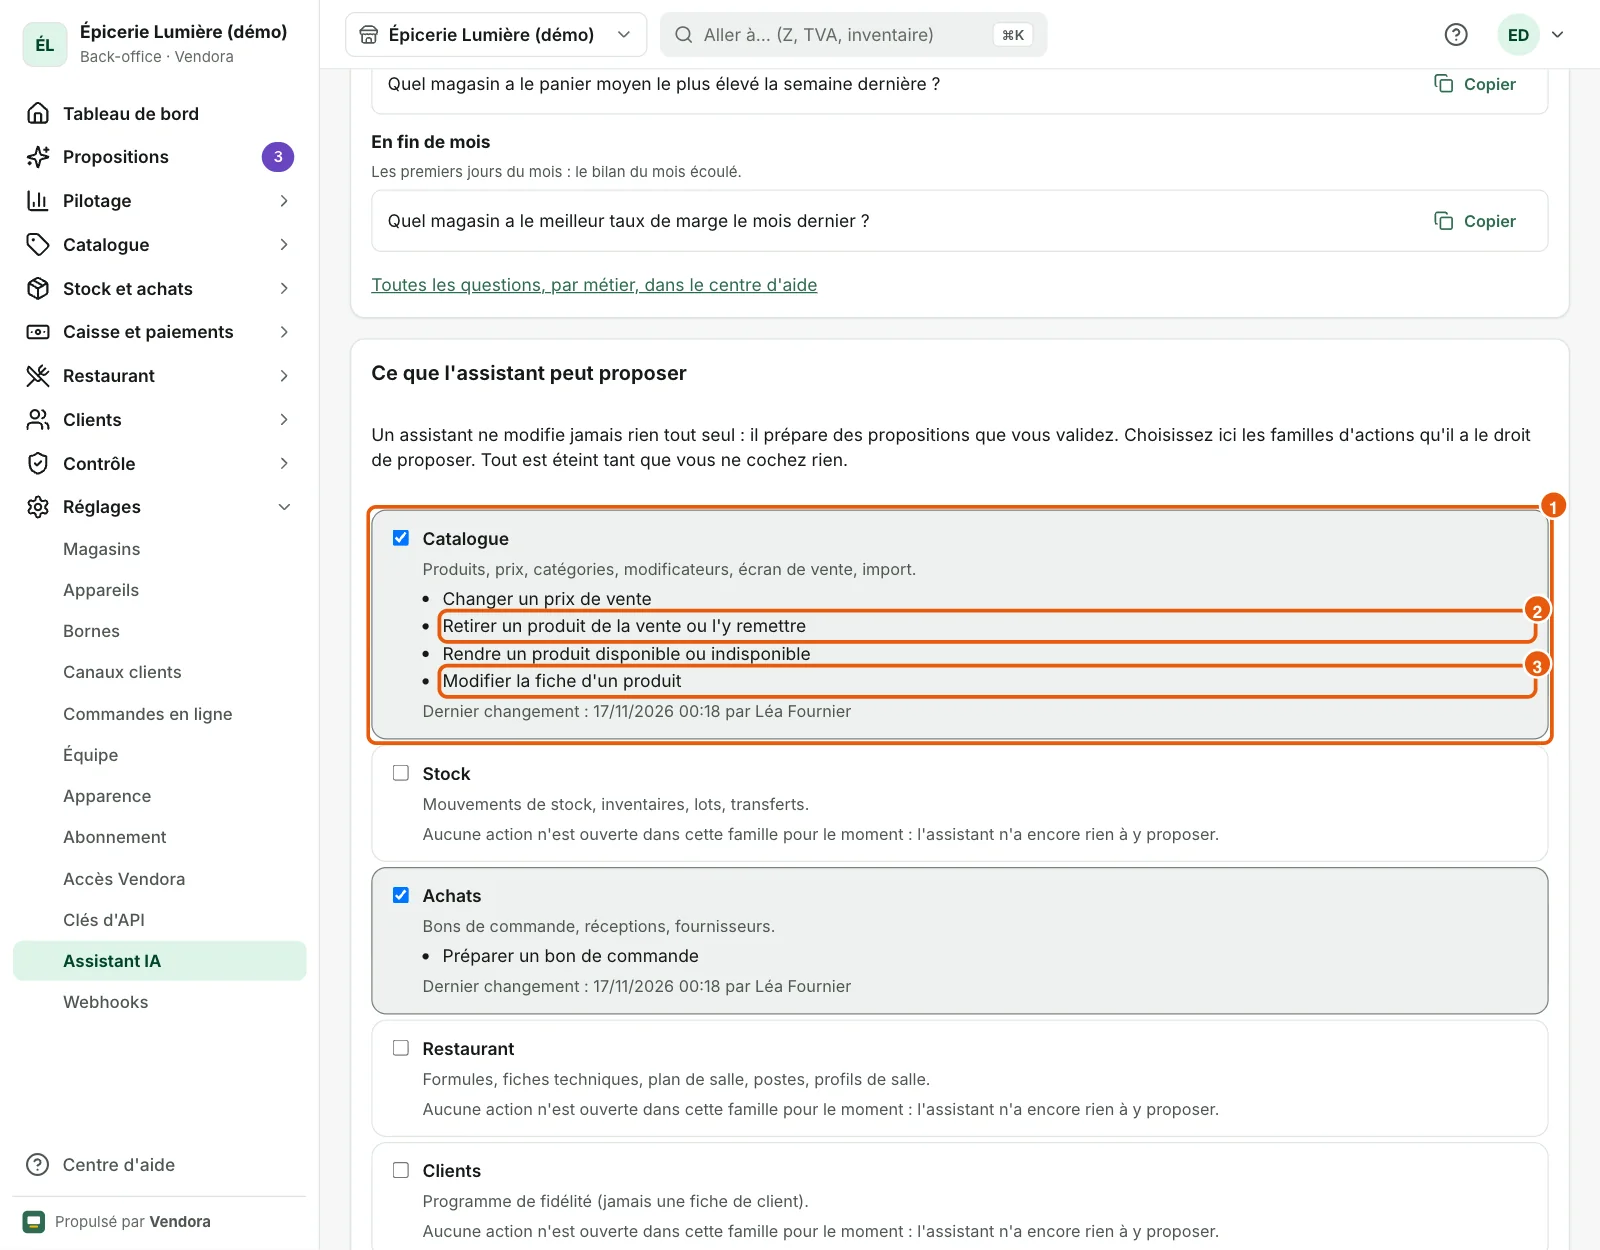 ÉL
Épicerie Lumière (démo)
Back-office · Vendora
Tableau de bord
Propositions
3
Pilotage
Catalogue
Stock et achats
Caisse et paiements
Restaurant
Clients
Contrôle
Réglages
Magasins
Appareils
Bornes
Canaux clients
Commandes en ligne
Équipe
Apparence
Abonnement
Accès Vendora
Clés d'API
Assistant IA
Webhooks
Centre d'aide
Propulsé par Vendora
Épicerie Lumière (démo)
Aller à... (Z, TVA, inventaire)
⌘K
ED
Quel magasin a le panier moyen le plus élevé la semaine dernière ?
Copier
En fin de mois
Les premiers jours du mois : le bilan du mois écoulé.
Quel magasin a le meilleur taux de marge le mois dernier ?
Copier
Toutes les questions, par métier, dans le centre d'aide
Ce que l'assistant peut proposer
Un assistant ne modifie jamais rien tout seul : il prépare des propositions que vous validez. Choisissez ici les familles d'actions qu'il a le droit
de proposer. Tout est éteint tant que vous ne cochez rien.
1
Catalogue
Produits, prix, catégories, modificateurs, écran de vente, import.
• Changer un prix de vente
2
• Retirer un produit de la vente ou l'y remettre
• Rendre un produit disponible ou indisponible
3
• Modifier la fiche d'un produit
Dernier changement : 17/11/2026 00:18 par Léa Fournier
Stock
Mouvements de stock, inventaires, lots, transferts.
Aucune action n'est ouverte dans cette famille pour le moment : l'assistant n'a encore rien à y proposer.
Achats
Bons de commande, réceptions, fournisseurs.
• Préparer un bon de commande
Dernier changement : 17/11/2026 00:18 par Léa Fournier
Restaurant
Formules, fiches techniques, plan de salle, postes, profils de salle.
Aucune action n'est ouverte dans cette famille pour le moment : l'assistant n'a encore rien à y proposer.
Clients
Programme de fidélité (jamais une fiche de client).
Aucune action n'est ouverte dans cette famille pour le moment : l'assistant n'a encore rien à y proposer.